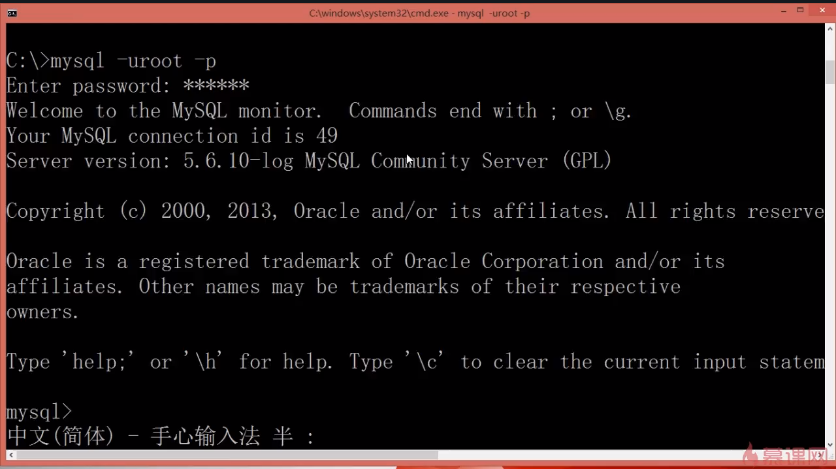 C:\windows\system32\cmd.exe - mysql -uroot -p
C:\>mysql -uroot -p
Enter password: ******
Welcome to the MySQL monitor.  Commands end with ; or \g.
Your MySQL connection id is 49
Server version: 5.6.10-log MySQL Community Server (GPL)
Copyright (c) 2000, 2013, Oracle and/or its affiliates. All rights reserve
Oracle is a registered trademark of Oracle Corporation and/or its
affiliates. Other names may be trademarks of their respective
owners.
Type 'help;' or '\h' for help. Type '\c' to clear the current input statem
mysql>
中文(简体) - 手心输入法 半 :
慕课网